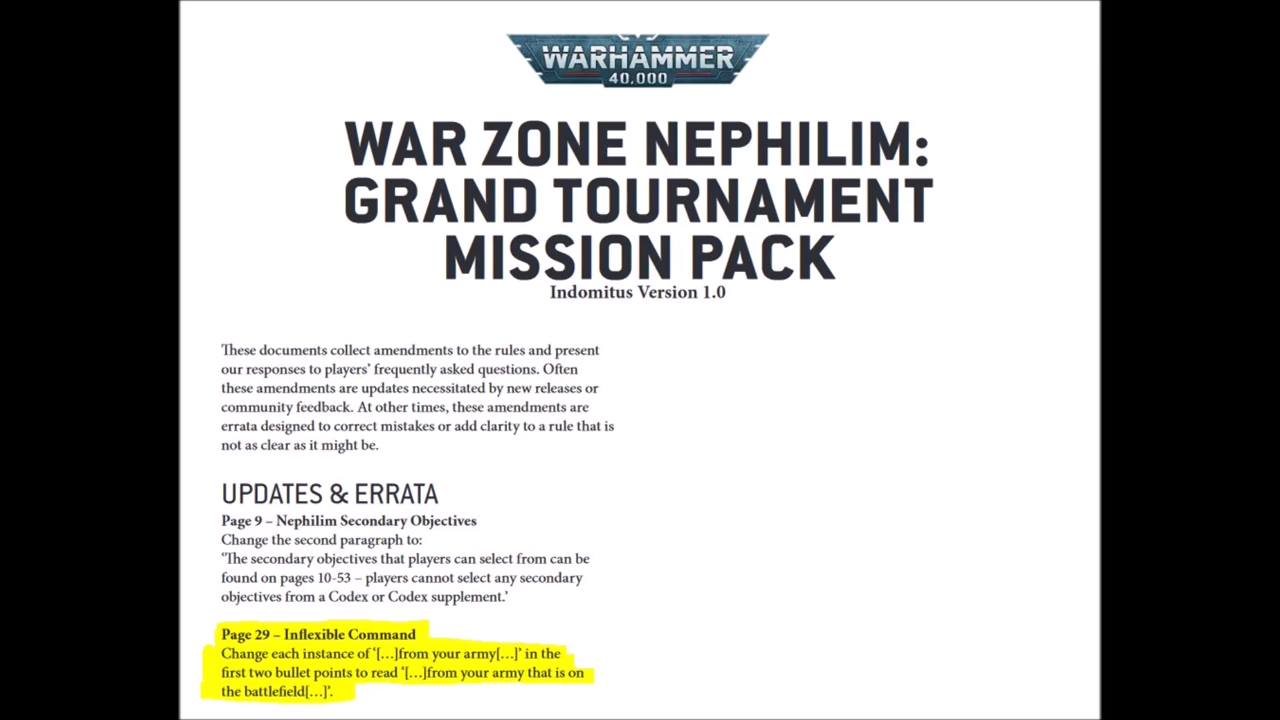 WARHAMMER
40,000
WAR ZONE NEPHILIM:
GRAND TOURNAMENT
MISSION PACK
Indomitus Version 1.0
These documents collect amendments to the rules and present
our responses to players’ frequently asked questions. Often
these amendments are updates necessitated by new releases or
community feedback. At other times, these amendments are
errata designed to correct mistakes or add clarity to a rule that is
not as clear as it might be.
UPDATES & ERRATA
Page 9 – Nephilim Secondary Objectives
Change the second paragraph to:
‘The secondary objectives that players can select from can be
found on pages 10-53 – players cannot select any secondary
objectives from a Codex or Codex supplement.’
Page 29 – Inflexible Command
Change each instance of ‘[…]from your army[…]’ in the
first two bullet points to read ‘[…]from your army that is on
the battlefield[…]’.